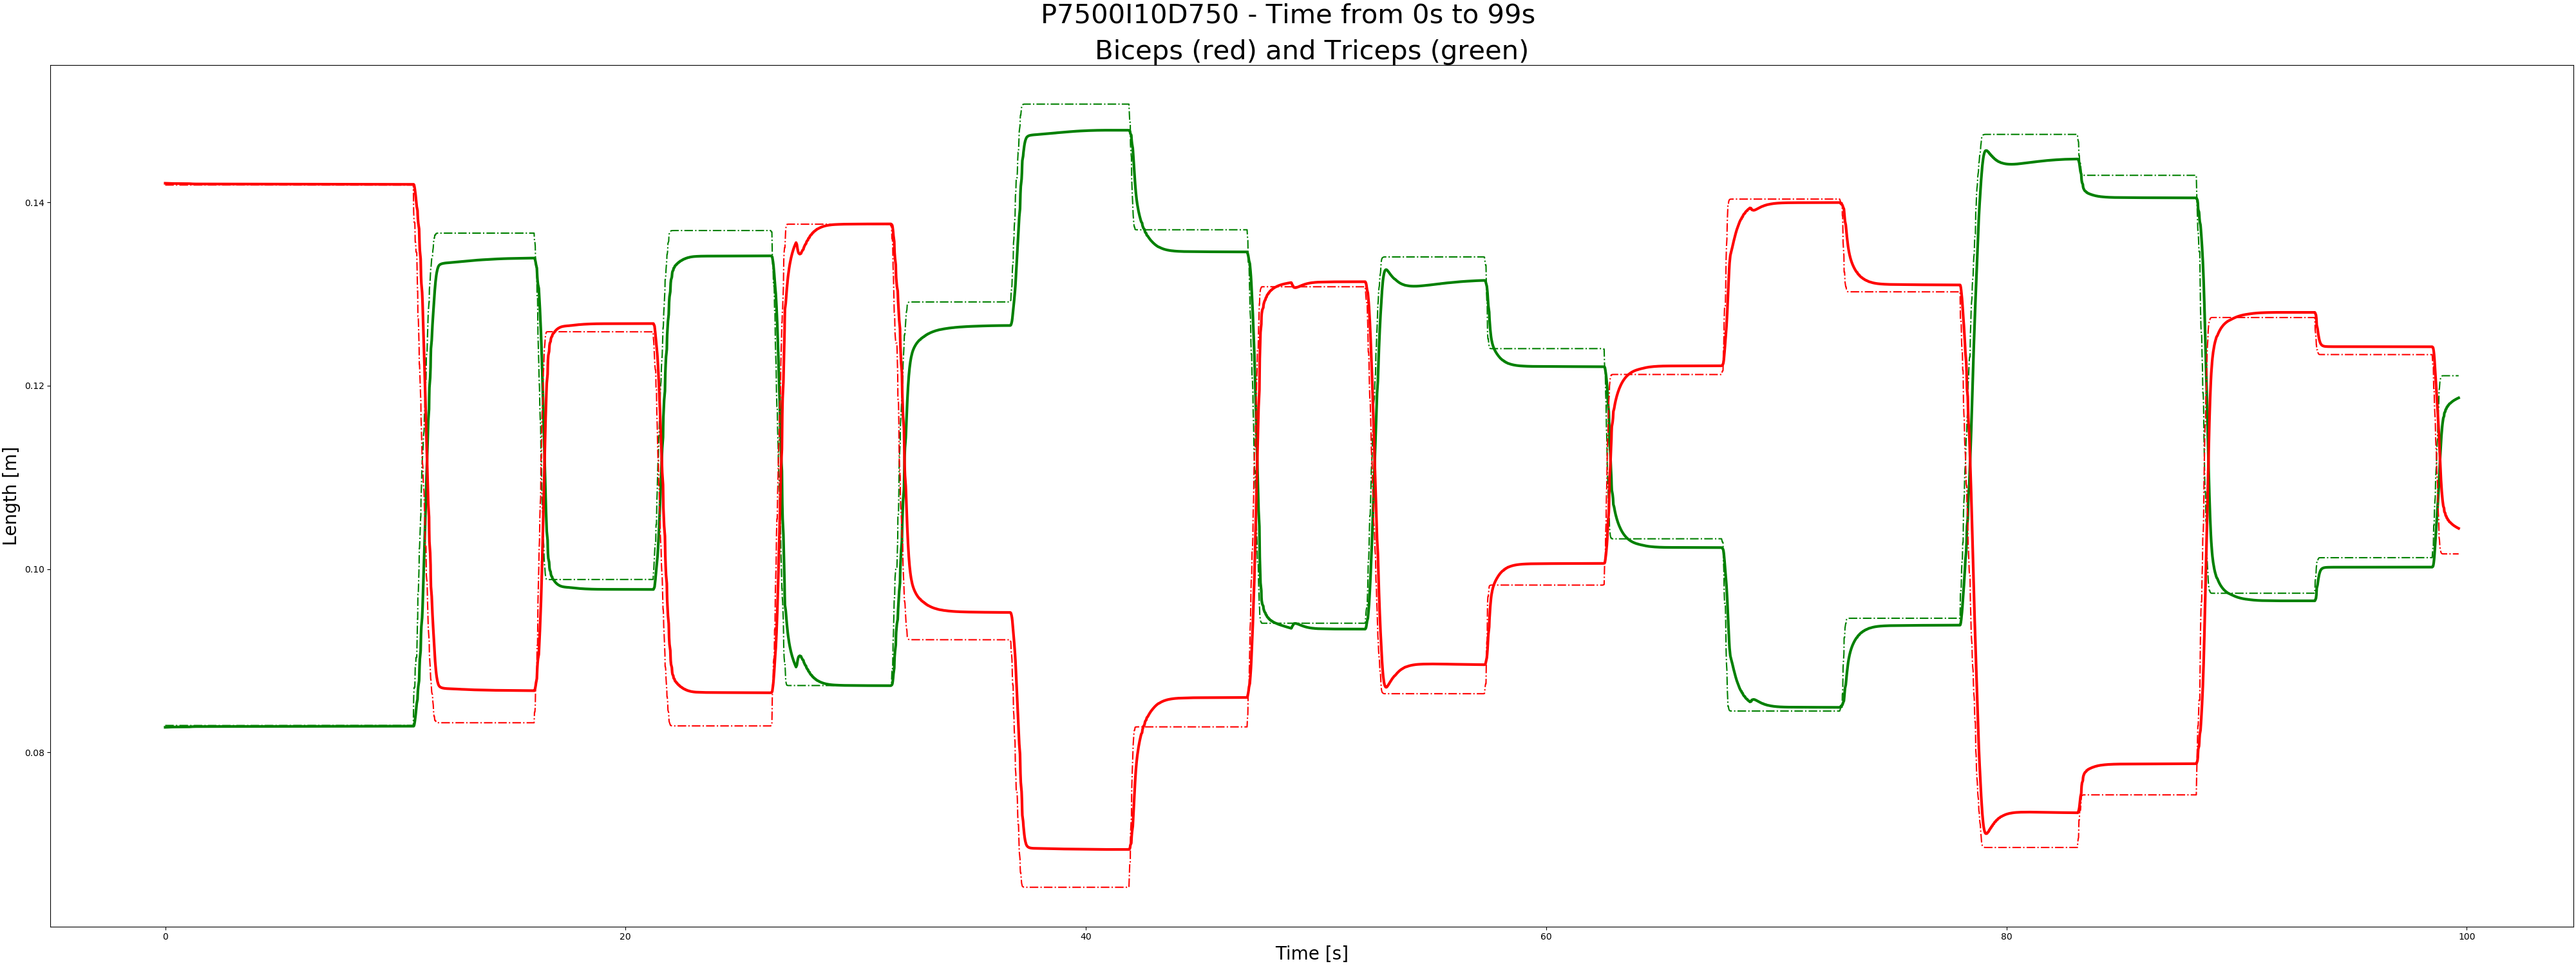 P7500I10D750 - Time from 0s to 99s
Biceps (red) and Triceps (green)
Length [m]
0.14
0.12
0.10
0.08
0 20 40 60 80 100
Time [s]